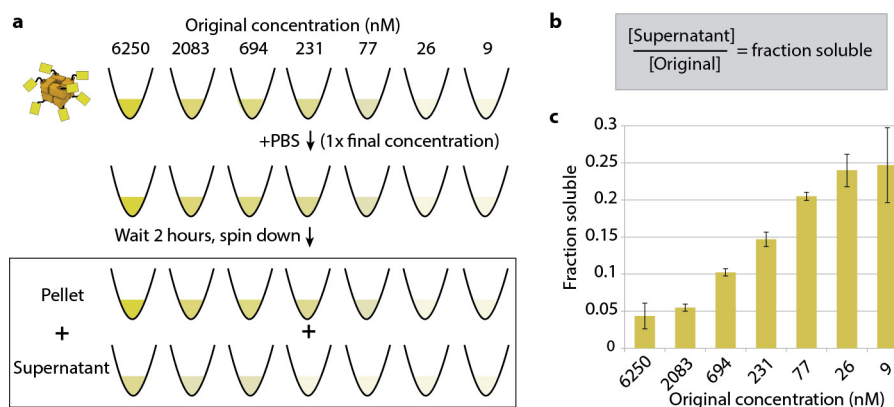 a
Original concentration (nM)
6250 2083 694 231 77 26 9
+PBS ↓ (1x final concentration)
Wait 2 hours, spin down ↓
Pellet
+ +
Supernatant
b
[Supernatant]
[Original]
= fraction soluble
c
Fraction soluble
0.3
0.25
0.2
0.15
0.1
0.05
0
6250 2083 694 231 77 26 9
Original concentration (nM)